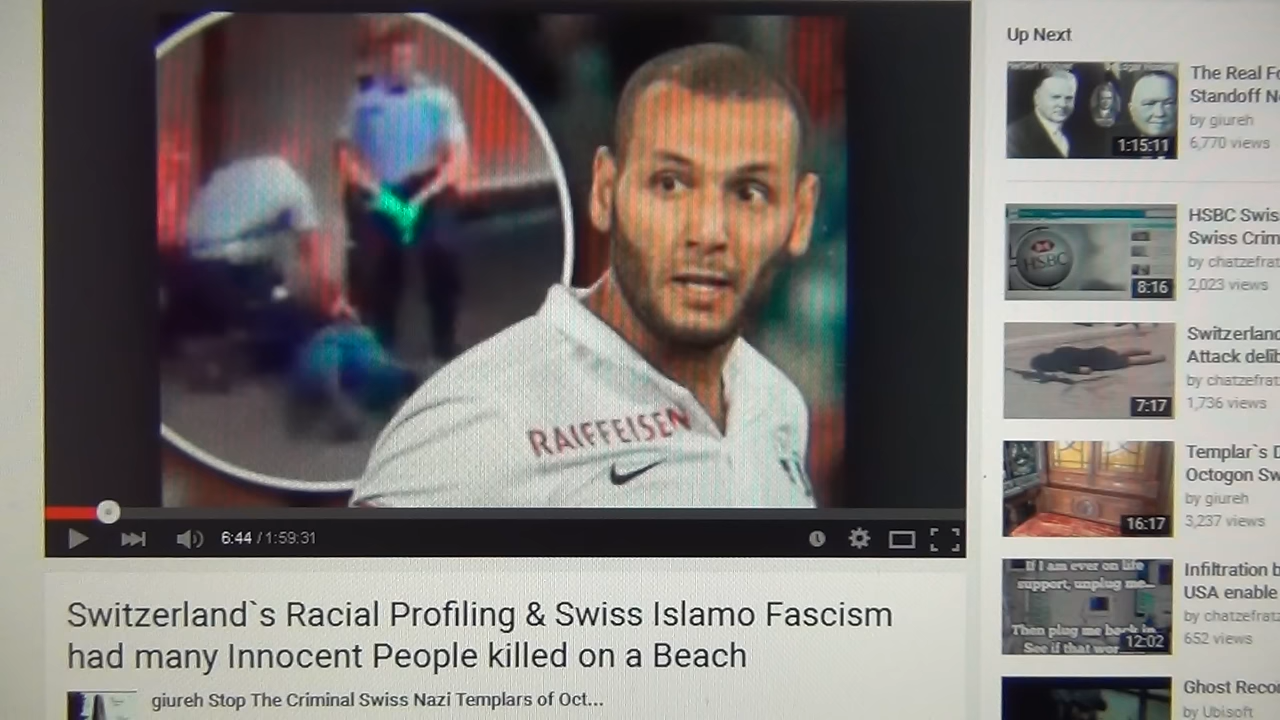 RAIFFEISEN
6:44 / 1:59:31
Switzerland`s Racial Profiling & Swiss Islamo Fascism
had many Innocent People killed on a Beach
giureh Stop The Criminal Swiss Nazi Templars of Oct...
Up Next
1:15:11
The Real
Standoff
by giureh
6,770 views
HSBC
8:16
HSBC Swis
Swiss Crim
by chatzefrat
2,023 views
7:17
Switzerland
Attack delib
by chatzefrat
1,736 views
16:17
Templar`s D
Octogon Sw
by giureh
3,237 views
If I am ever on life
support, unplug me...
Then plug me back in..
See if that wor
12:02
Infiltration b
USA enable
by chatzefrat
652 views
Ghost Reco
by Ubisoft